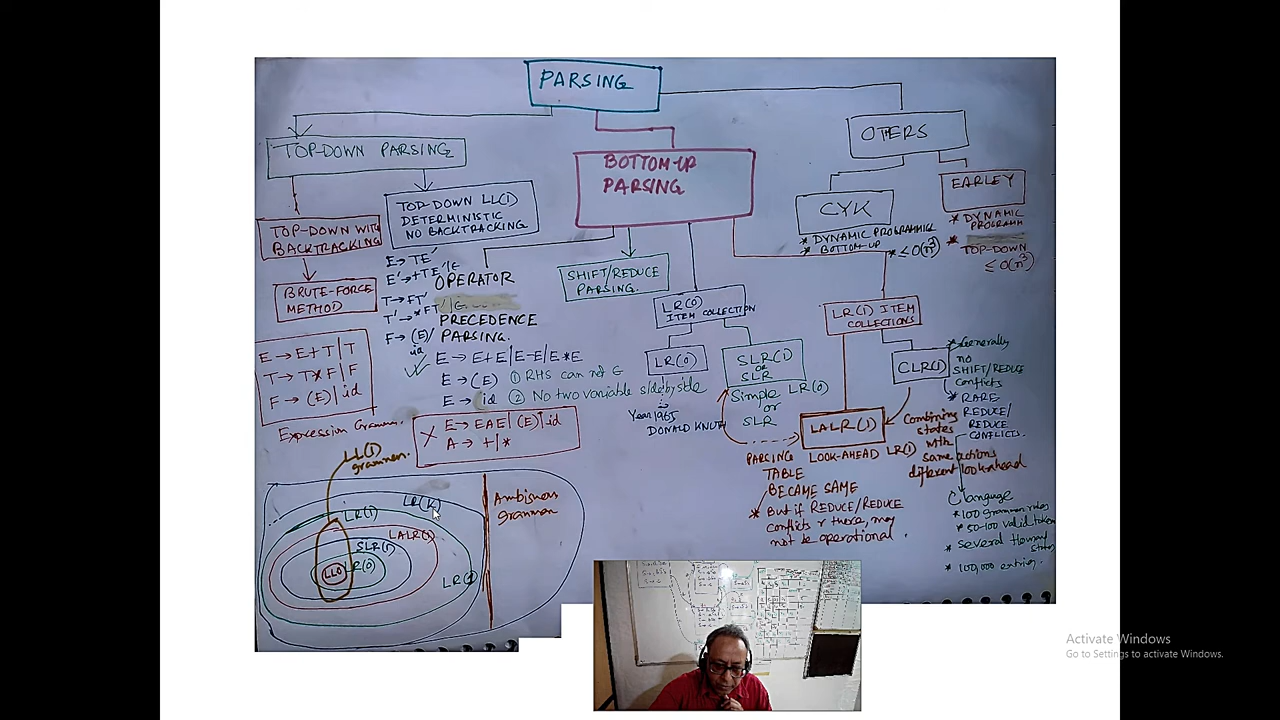 PARSING
OTERS
TOP-DOWN PARSING
BOTTOM-UP
PARSING
EARLEY
* DYNAMIC
PROGRAMM
* TOP-DOWN
≤ O(n³)
CYK
* DYNAMIC PROGRAMMIG
* BOTTOM-UP * ≤ O(n³)
TOP-DOWN WITH
BACKTRACKING
TOP-DOWN LL(1)
DETERMINISTIC
NO BACKTRACKING
BRUTE-FORCE
METHOD
E → TE'
E' → +TE'/E
T → FT'
T' → *FT'/E
F → (E)/
id
OPERATOR
PRECEDENCE
PARSING.
SHIFT/REDUCE
PARSING.
LR(0)
ITEM COLLECTION
LR(1) ITEM
COLLECTIONS
E → E+T | T
T → T*F | F
F → (E) | id
Expression Grammar.
E → E+E|E-E|E*E
E → (E) ① RHS can not E
E → id ② No two variable side by side
X E → EAE| (E)|id
A → +|*
LR(0)
Year 1965
DONALD KNUTH
SLR(1)
OR
SLR
Simple LR(0)
or
SLR
CLR(1)
* Generally
no
SHIFT/REDUCE
Conflicts
* RARE
REDUCE/
REDUCE
CONFLICTS.
LALR(1)
LOOK-AHEAD LR(1)
Combining
states
with
same actions
different lookahead
PARSING
TABLE
BECAME SAME
* But if REDUCE/REDUCE
conflicts r there, may
not be operational.
C language
* 100 grammar rules
* 50-100 valid token
* several thousand
states
* 100,000 entries.
LL(1)
grammar.
LR(K)
LR(1)
LALR(1)
SLR(1)
LR(0)
LL0
Ambiguous
grammar
Activate Windows
Go to Settings to activate Windows.